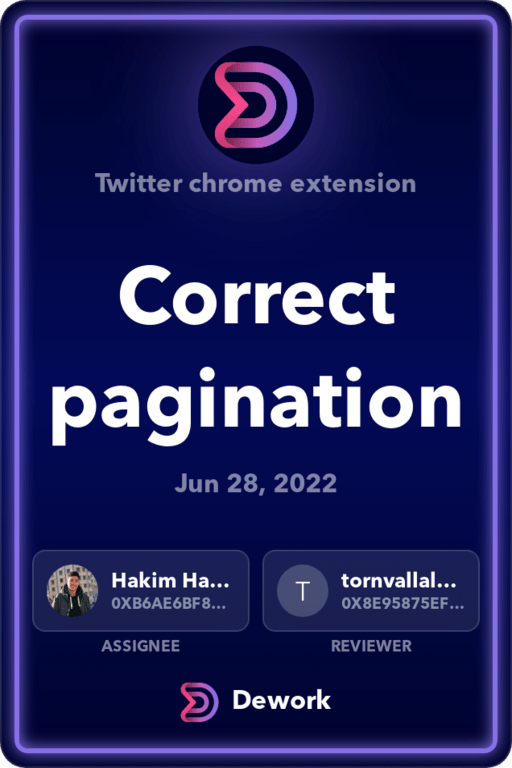 Twitter chrome extension
Correct
pagination
Jun 28, 2022
Hakim Ha...
0XB6AE6BF8...
ASSIGNEE
T
tornvallal...
0X8E95875EF...
REVIEWER
Dework